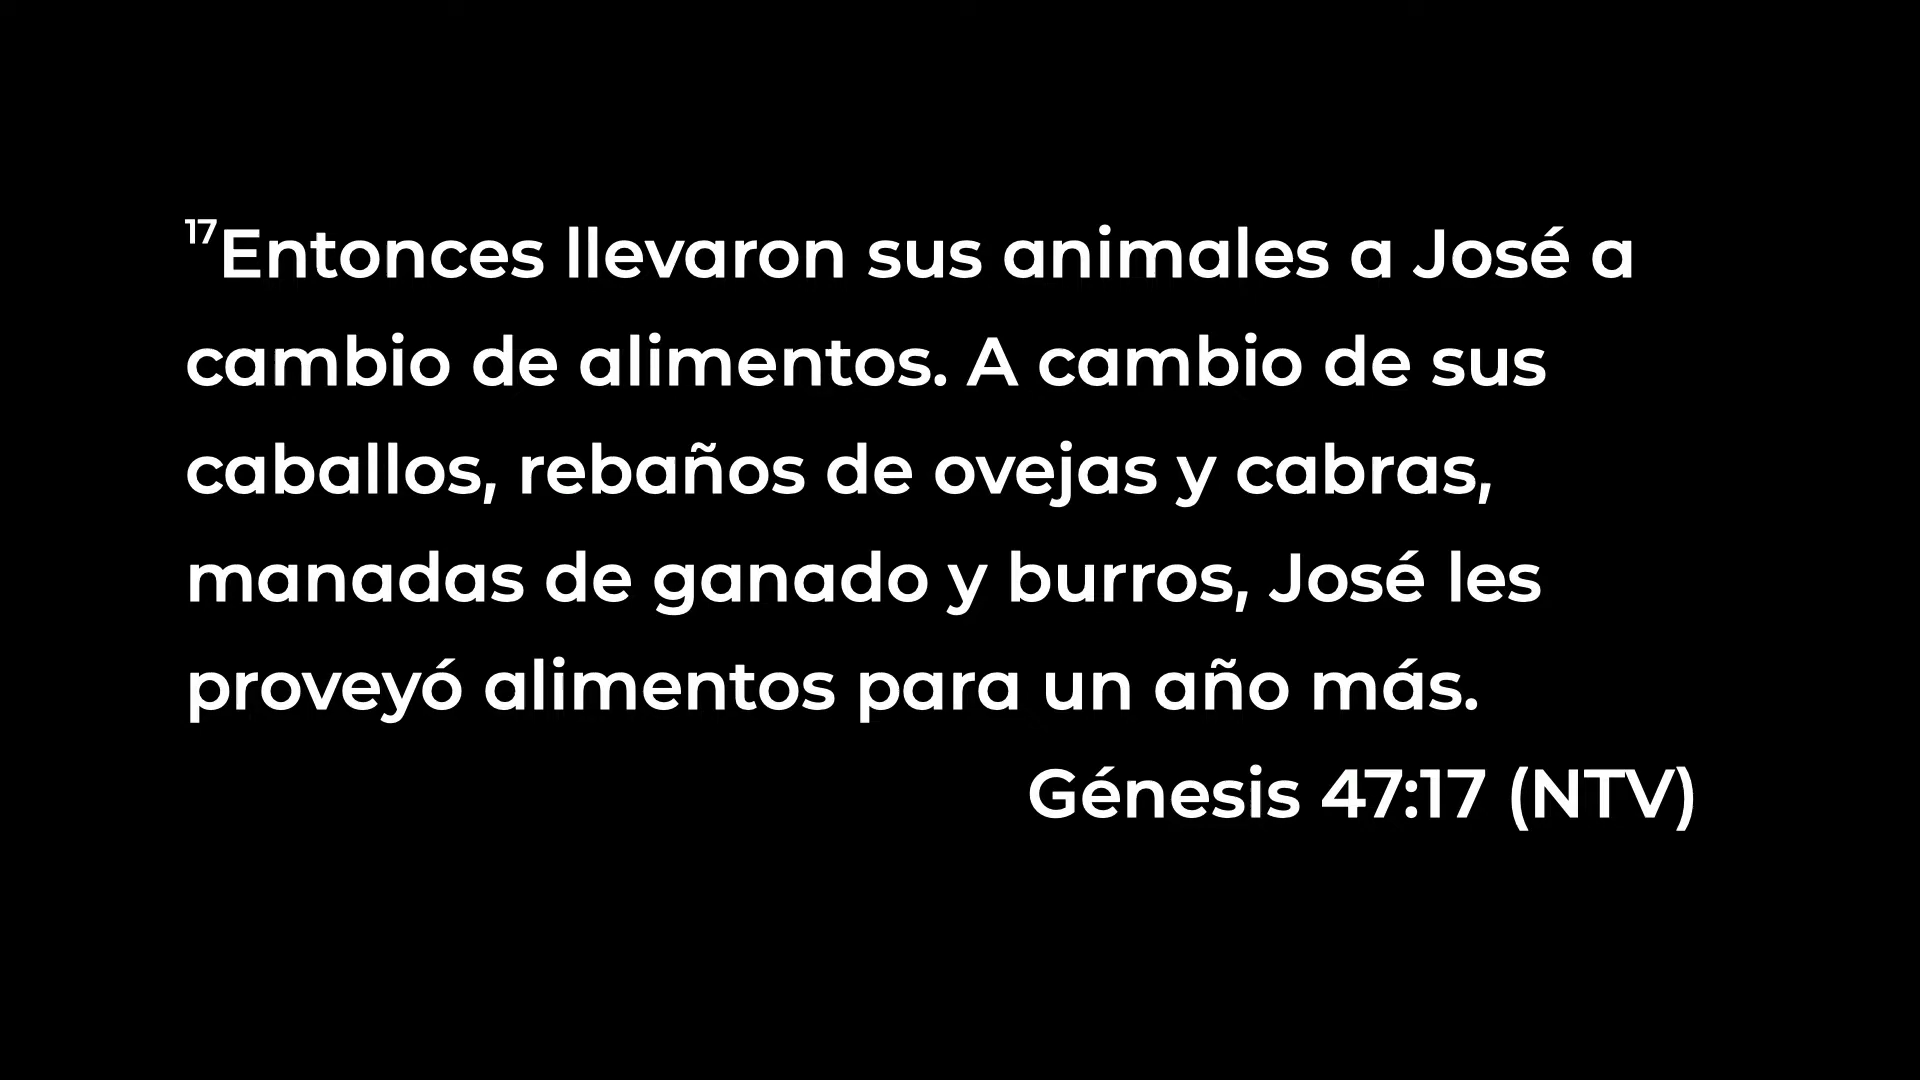 ¹⁷Entonces llevaron sus animales a José a
cambio de alimentos. A cambio de sus
caballos, rebaños de ovejas y cabras,
manadas de ganado y burros, José les
proveyó alimentos para un año más.
Génesis 47:17 (NTV)